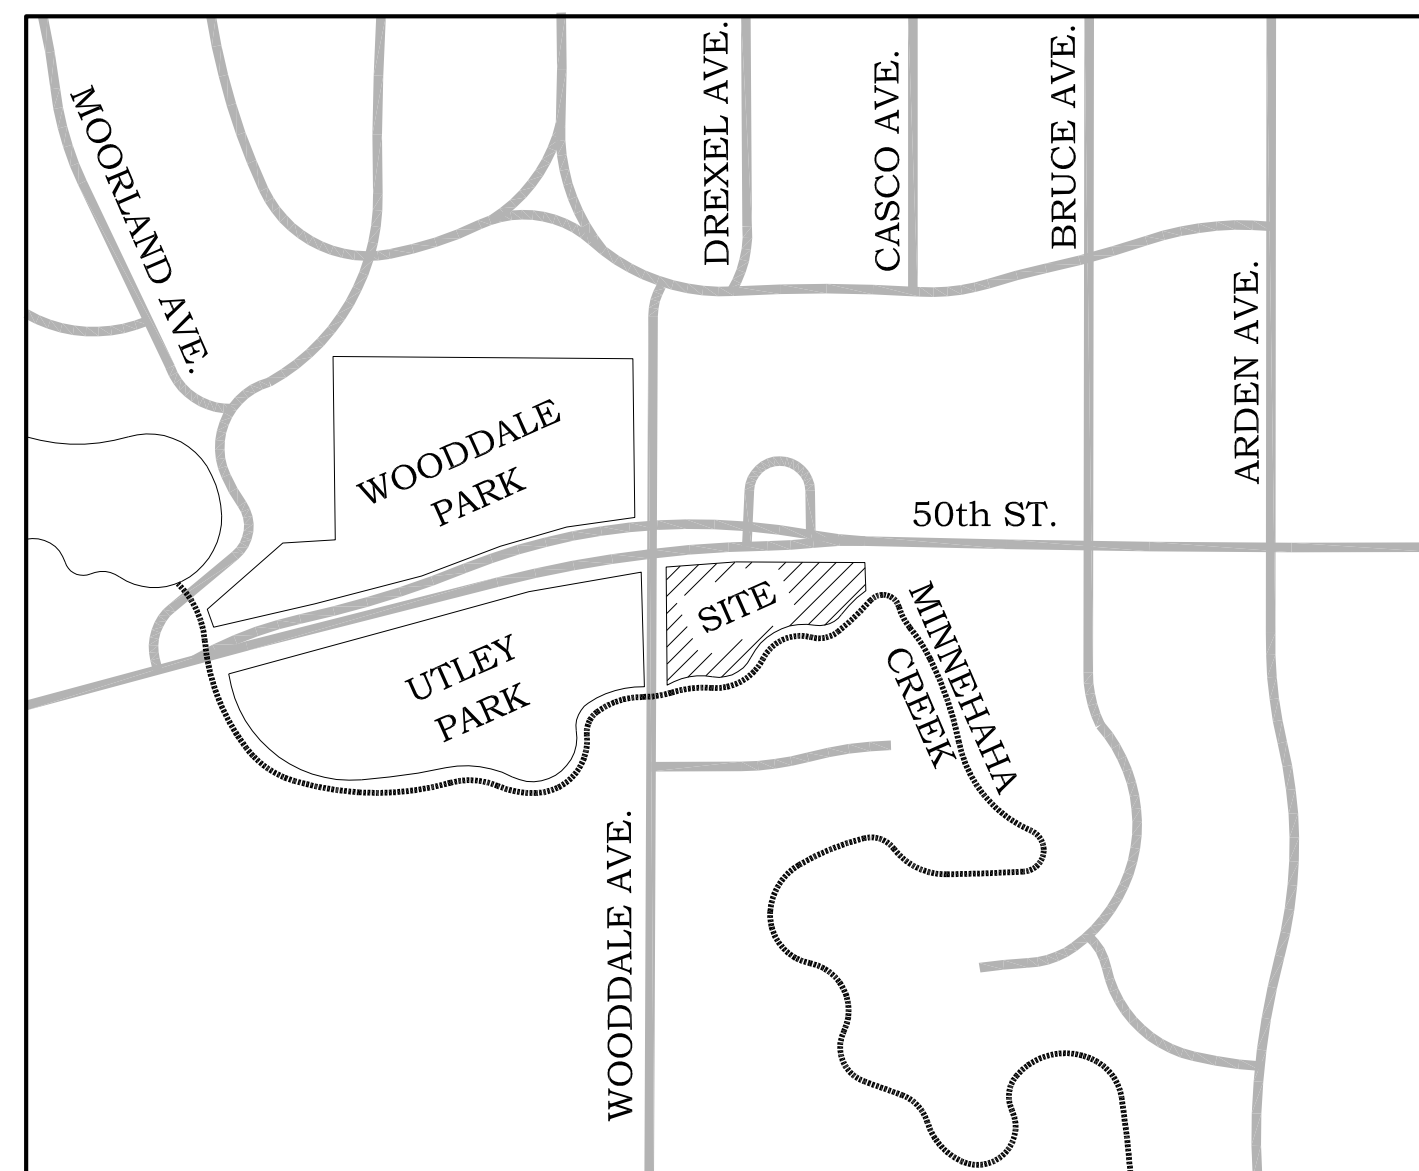 MOORLAND AVE.
DREXEL AVE.
CASCO AVE.
BRUCE AVE.
ARDEN AVE.
WOODDALE
PARK
50th ST.
SITE
UTLEY
PARK
MINNEHAHA
CREEK
WOODDALE AVE.